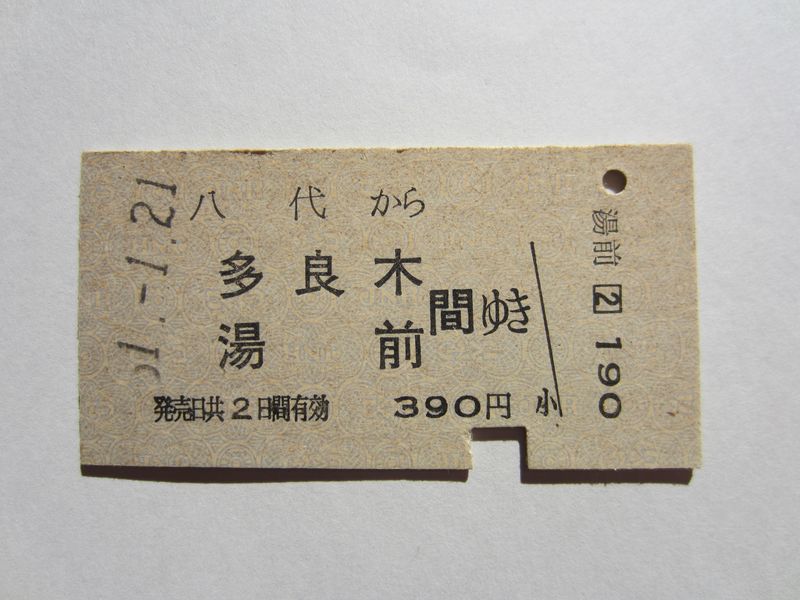 51.-1.21
八代から
多良木
湯前
間ゆき
発売日共2日間有効 390円 小
湯前 2 190